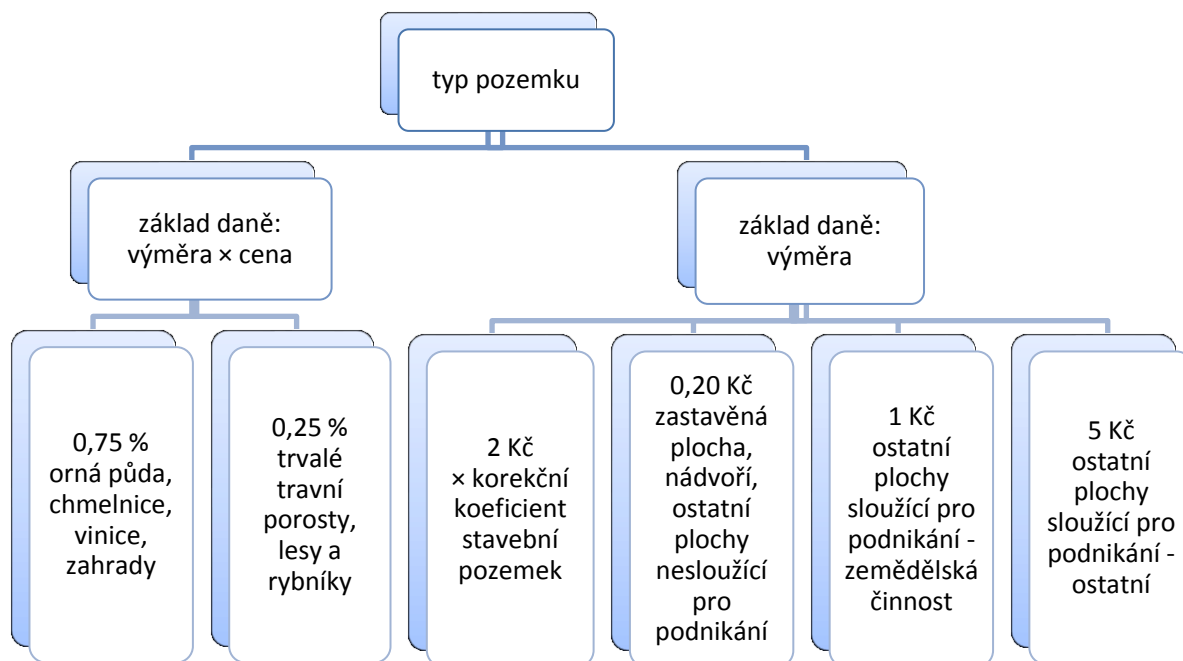 typ pozemku
základ daně:
výměra × cena
základ daně:
výměra
0,75 %
orná půda,
chmelnice,
vinice,
zahrady
0,25 %
trvalé
travní
porosty,
lesy a
rybníky
2 Kč
× korekční
koeficient
stavební
pozemek
0,20 Kč
zastavěná
plocha,
nádvoří,
ostatní
plochy
nesloužící
pro
podnikání
1 Kč
ostatní
plochy
sloužící pro
podnikání -
zemědělská
činnost
5 Kč
ostatní
plochy
sloužící pro
podnikání -
ostatní